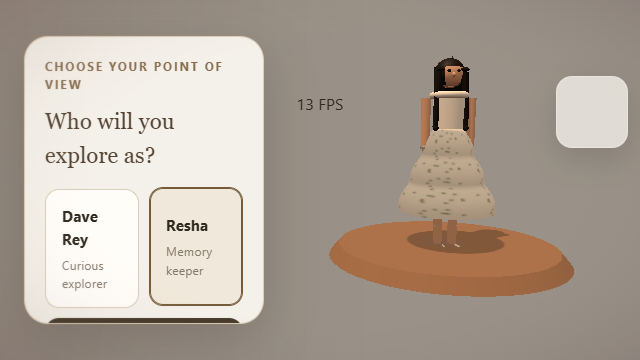 CHOOSE YOUR POINT OF
VIEW
Who will you
explore as?
Dave
Rey
Curious
explorer
Resha
Memory
keeper
13 FPS